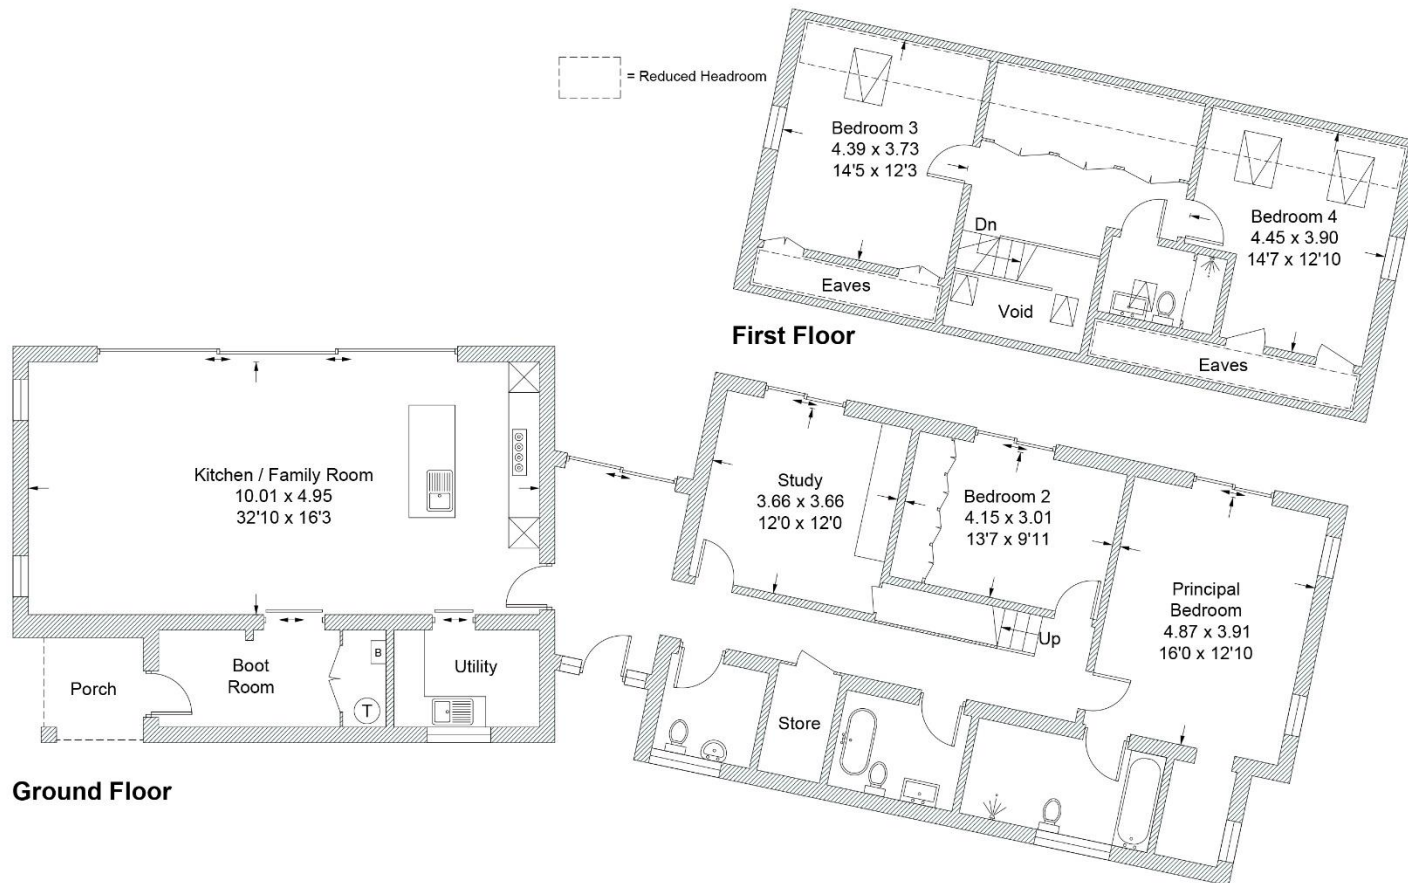 = Reduced Headroom
Bedroom 3
4.39 x 3.73
14'5 x 12'3
Dn
Bedroom 4
4.45 x 3.90
14'7 x 12'10
Eaves
Void
Eaves
First Floor
Kitchen / Family Room
10.01 x 4.95
32'10 x 16'3
Study
3.66 x 3.66
12'0 x 12'0
Bedroom 2
4.15 x 3.01
13'7 x 9'11
Principal
Bedroom
4.87 x 3.91
16'0 x 12'10
Up
Porch
Boot
Room
B
T
Utility
Store
Ground Floor